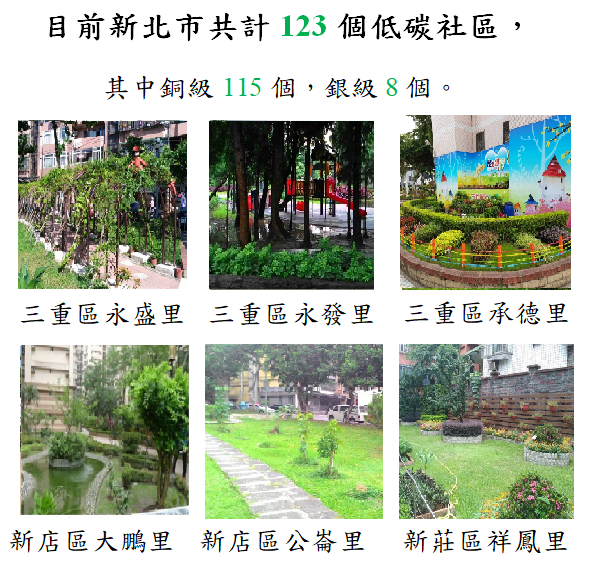 目前新北市共計 123 個低碳社區，
其中銅級 115 個，銀級 8 個。
三重區永盛里
三重區永發里
三重區承德里
新店區大鵬里
新店區公崙里
新莊區祥鳳里